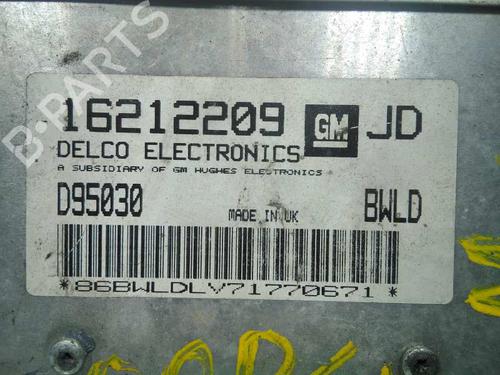 16212209 GM JD
DELCO ELECTRONICS
A SUBSIDIARY OF GM HUGHES ELECTRONICS
D95030 MADE IN UK BWLD
*86BWLDLV71770671*
B-PARTS